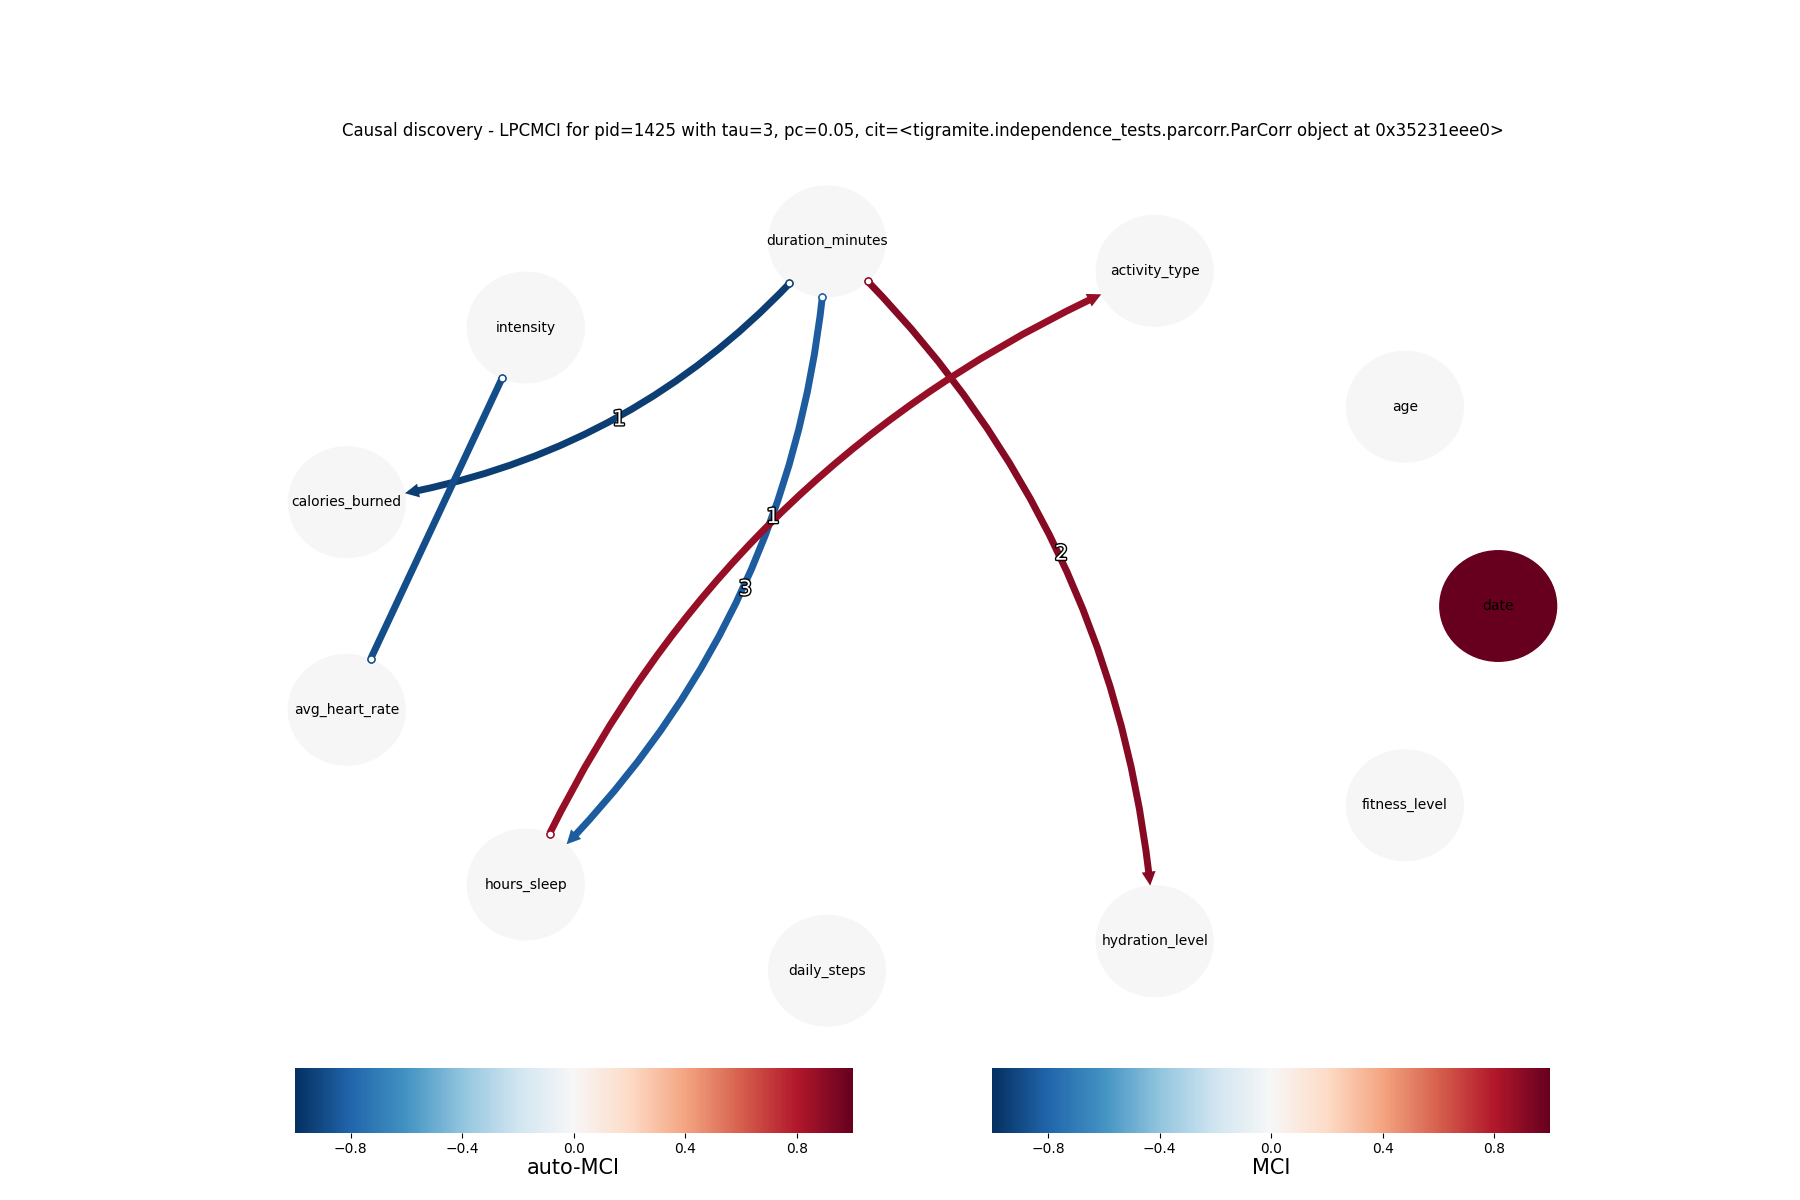 Causal discovery - LPCMCI for pid=1425 with tau=3, pc=0.05, cit=<tigramite.independence_tests.parcorr.ParCorr object at 0x35231eee0>
duration_minutes
activity_type
intensity
age
1
calories_burned
1
2
3
date
avg_heart_rate
fitness_level
hours_sleep
hydration_level
daily_steps
−0.8 −0.4 0.0 0.4 0.8
auto-MCI
−0.8 −0.4 0.0 0.4 0.8
MCI